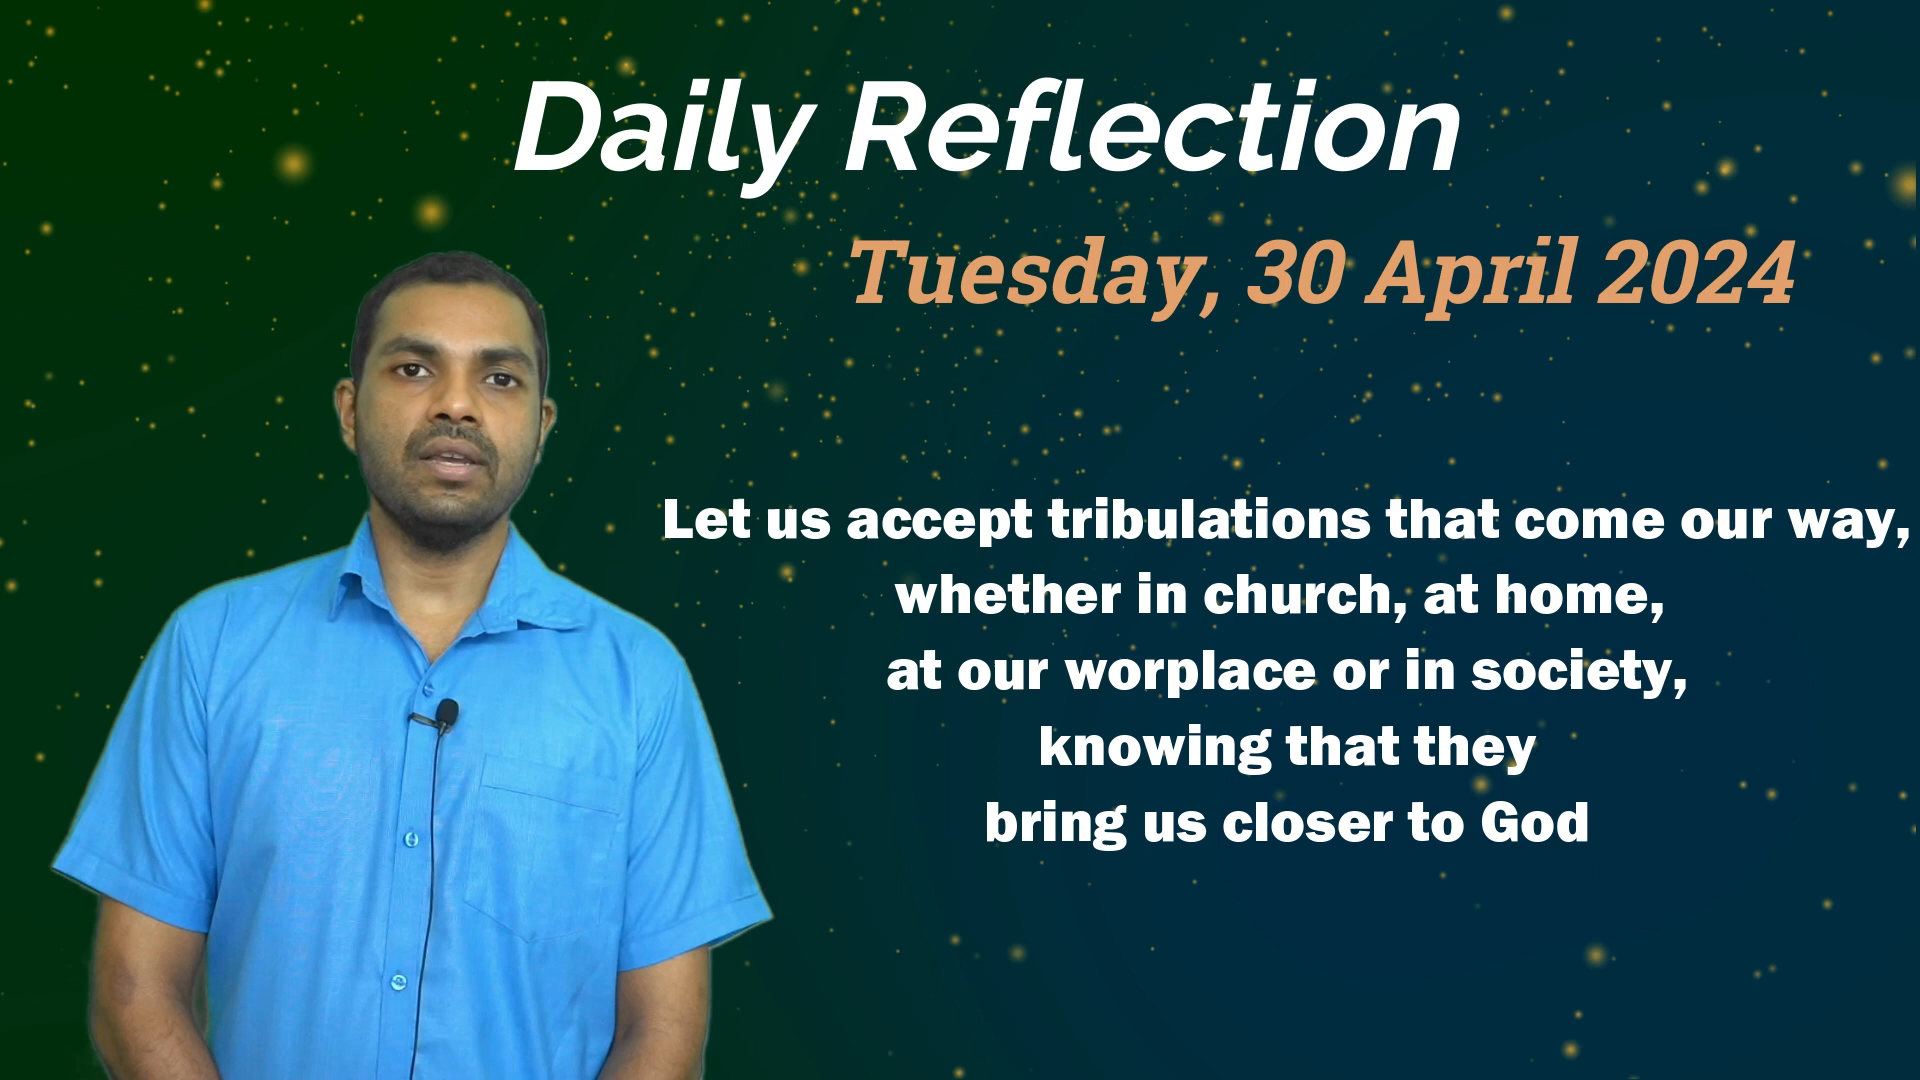 Daily Reflection
Tuesday, 30 April 2024
Let us accept tribulations that come our way,
whether in church, at home,
at our worplace or in society,
knowing that they
bring us closer to God